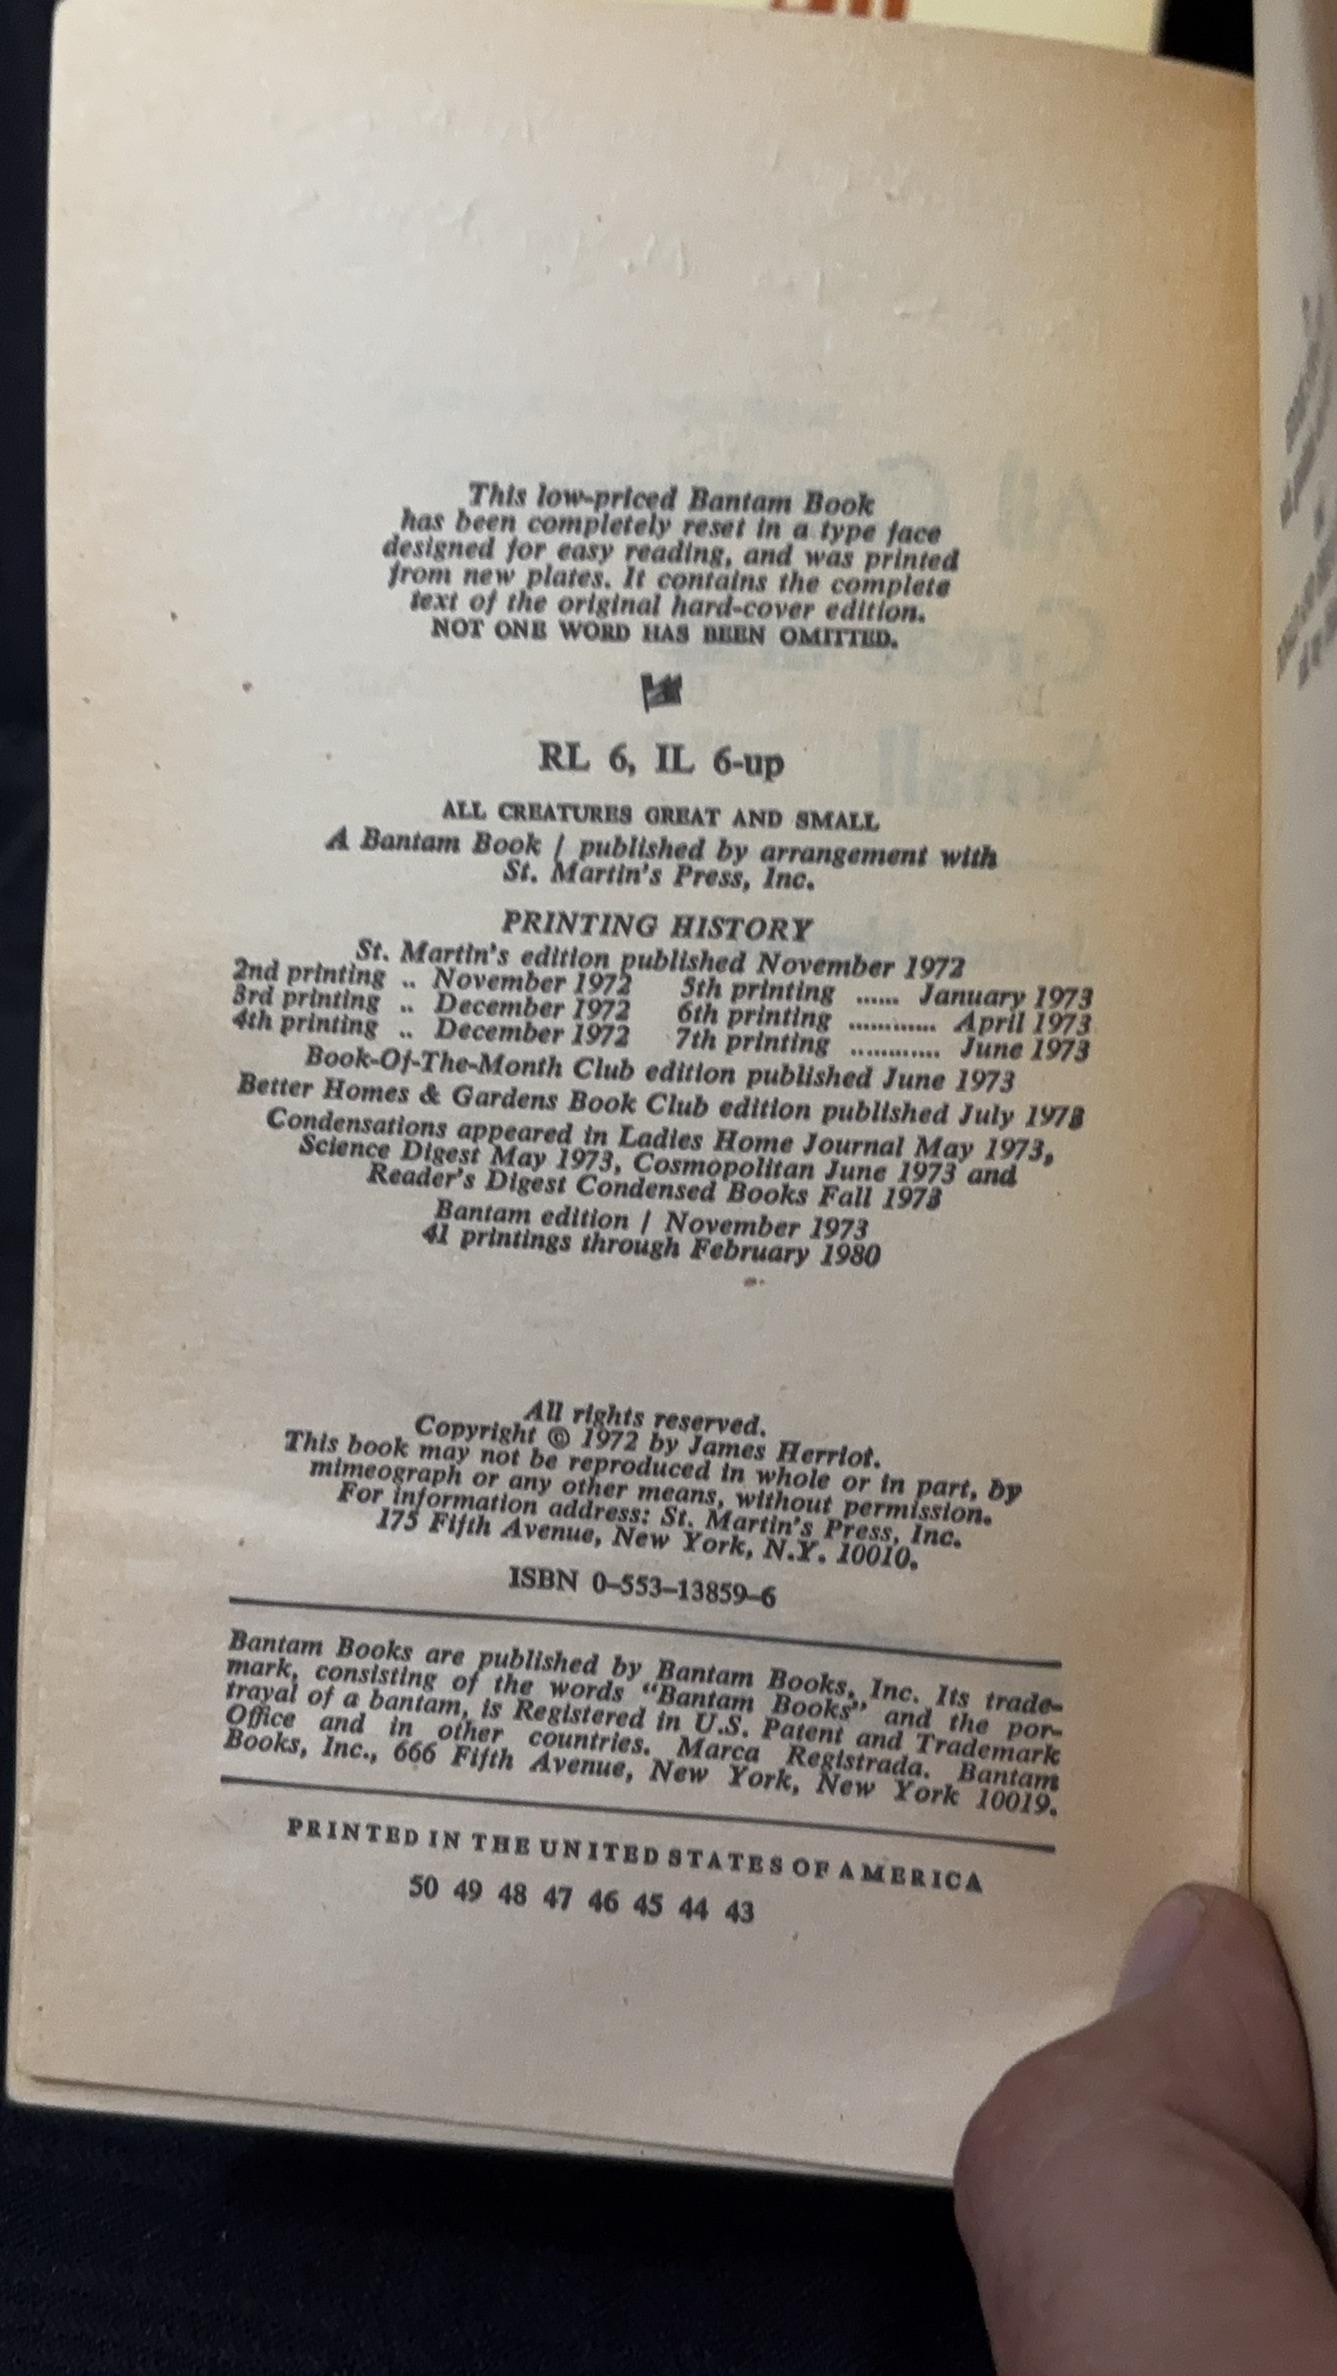 This low-priced Bantam Book
has been completely reset in a type face
designed for easy reading, and was printed
from new plates. It contains the complete
text of the original hard-cover edition.
NOT ONE WORD HAS BEEN OMITTED.
RL 6, IL 6-up
ALL CREATURES GREAT AND SMALL
A Bantam Book / published by arrangement with
St. Martin's Press, Inc.
PRINTING HISTORY
St. Martin's edition published November 1972
2nd printing .. November 1972 5th printing ...... January 1973
3rd printing .. December 1972 6th printing ............ April 1973
4th printing .. December 1972 7th printing ............ June 1973
Book-Of-The-Month Club edition published June 1973
Better Homes & Gardens Book Club edition published July 1973
Condensations appeared in Ladies Home Journal May 1973,
Science Digest May 1973, Cosmopolitan June 1973 and
Reader's Digest Condensed Books Fall 1973
Bantam edition / November 1973
41 printings through February 1980
All rights reserved.
Copyright © 1972 by James Herriot.
This book may not be reproduced in whole or in part, by
mimeograph or any other means, without permission.
For information address: St. Martin's Press, Inc.
175 Fifth Avenue, New York, N.Y. 10010.
ISBN 0-553-13859-6
Bantam Books are published by Bantam Books, Inc. Its trade-
mark, consisting of the words "Bantam Books" and the por-
trayal of a bantam, is Registered in U.S. Patent and Trademark
Office and in other countries. Marca Registrada. Bantam
Books, Inc., 666 Fifth Avenue, New York, New York 10019.
PRINTED IN THE UNITED STATES OF AMERICA
50 49 48 47 46 45 44 43